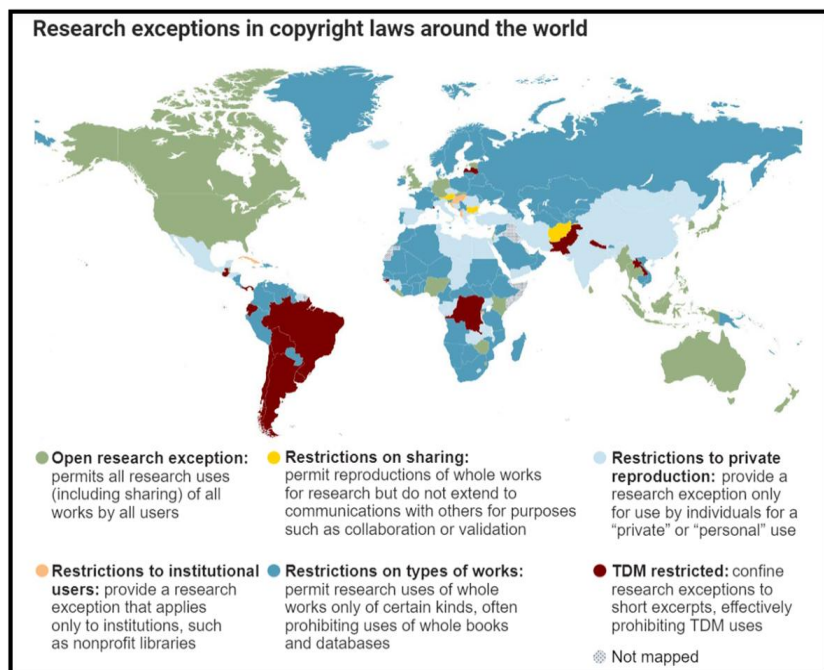 Research exceptions in copyright laws around the world
Open research exception:
permits all research uses
(including sharing) of all
works by all users
Restrictions on sharing:
permit reproductions of whole works
for research but do not extend to
communications with others for purposes
such as collaboration or validation
Restrictions to private
reproduction: provide a
research exception only
for use by individuals for a
“private” or “personal” use
Restrictions to institutional
users: provide a research
exception that applies
only to institutions, such
as nonprofit libraries
Restrictions on types of works:
permit research uses of whole
works only of certain kinds, often
prohibiting uses of whole books
and databases
TDM restricted: confine
research exceptions to
short excerpts, effectively
prohibiting TDM uses
Not mapped